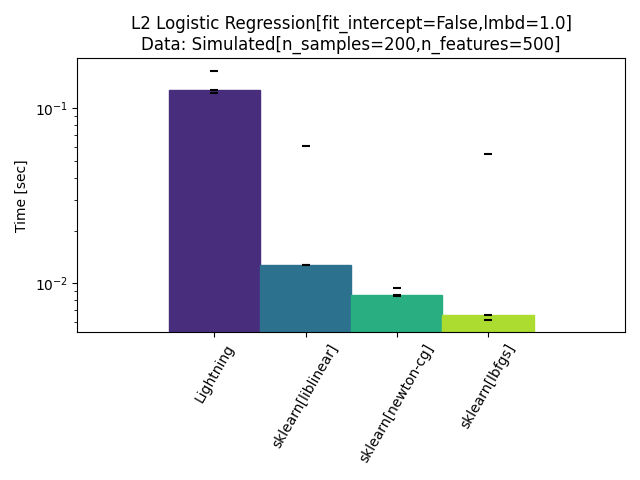 L2 Logistic Regression[fit_intercept=False,lmbd=1.0]
Data: Simulated[n_samples=200,n_features=500]
Time [sec]
10⁻¹
10⁻²
Lightning
sklearn[liblinear]
sklearn[newton-cg]
sklearn[lbfgs]